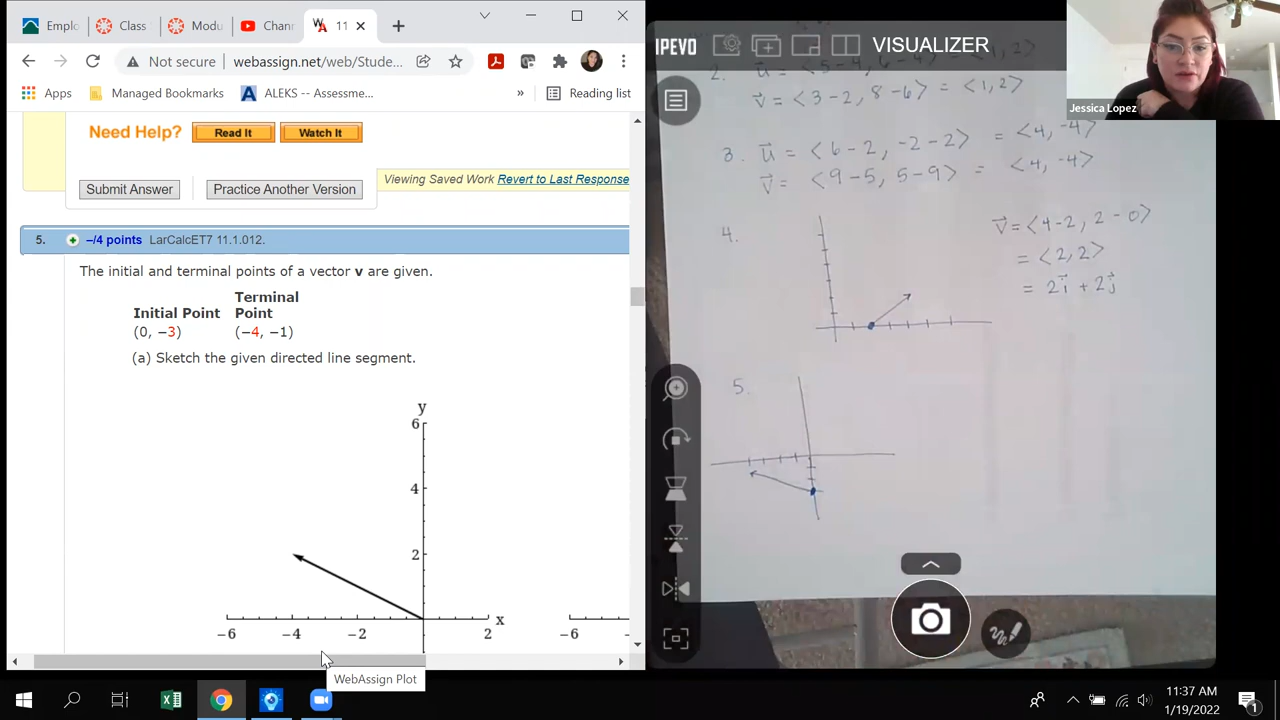 Emplo
Class
Modu
Chann
11
Not secure
webassign.net/web/Stude...
Apps
Managed Bookmarks
ALEKS -- Assessme...
»
Reading list
Need Help?
Read It
Watch It
Submit Answer
Practice Another Version
Viewing Saved Work Revert to Last Response
5.
–/4 points
LarCalcET7 11.1.012.
The initial and terminal points of a vector v are given.
Initial Point
Terminal Point
(0, −3)
(−4, −1)
(a) Sketch the given directed line segment.
y
6
4
2
−6
−4
−2
2
x
−6
WebAssign Plot
IPEVO
VISUALIZER
Jessica Lopez
2.
v⃗ = <3-2, 8-6> = <1, 2>
3. u⃗ = <6-2, -2-2> = <4, -4>
v⃗ = <9-5, 5-9> = <4, -4>
4.
v⃗ = <4-2, 2-0>
= <2, 2>
= 2i⃗ + 2j⃗
5.
11:37 AM
1/19/2022
1